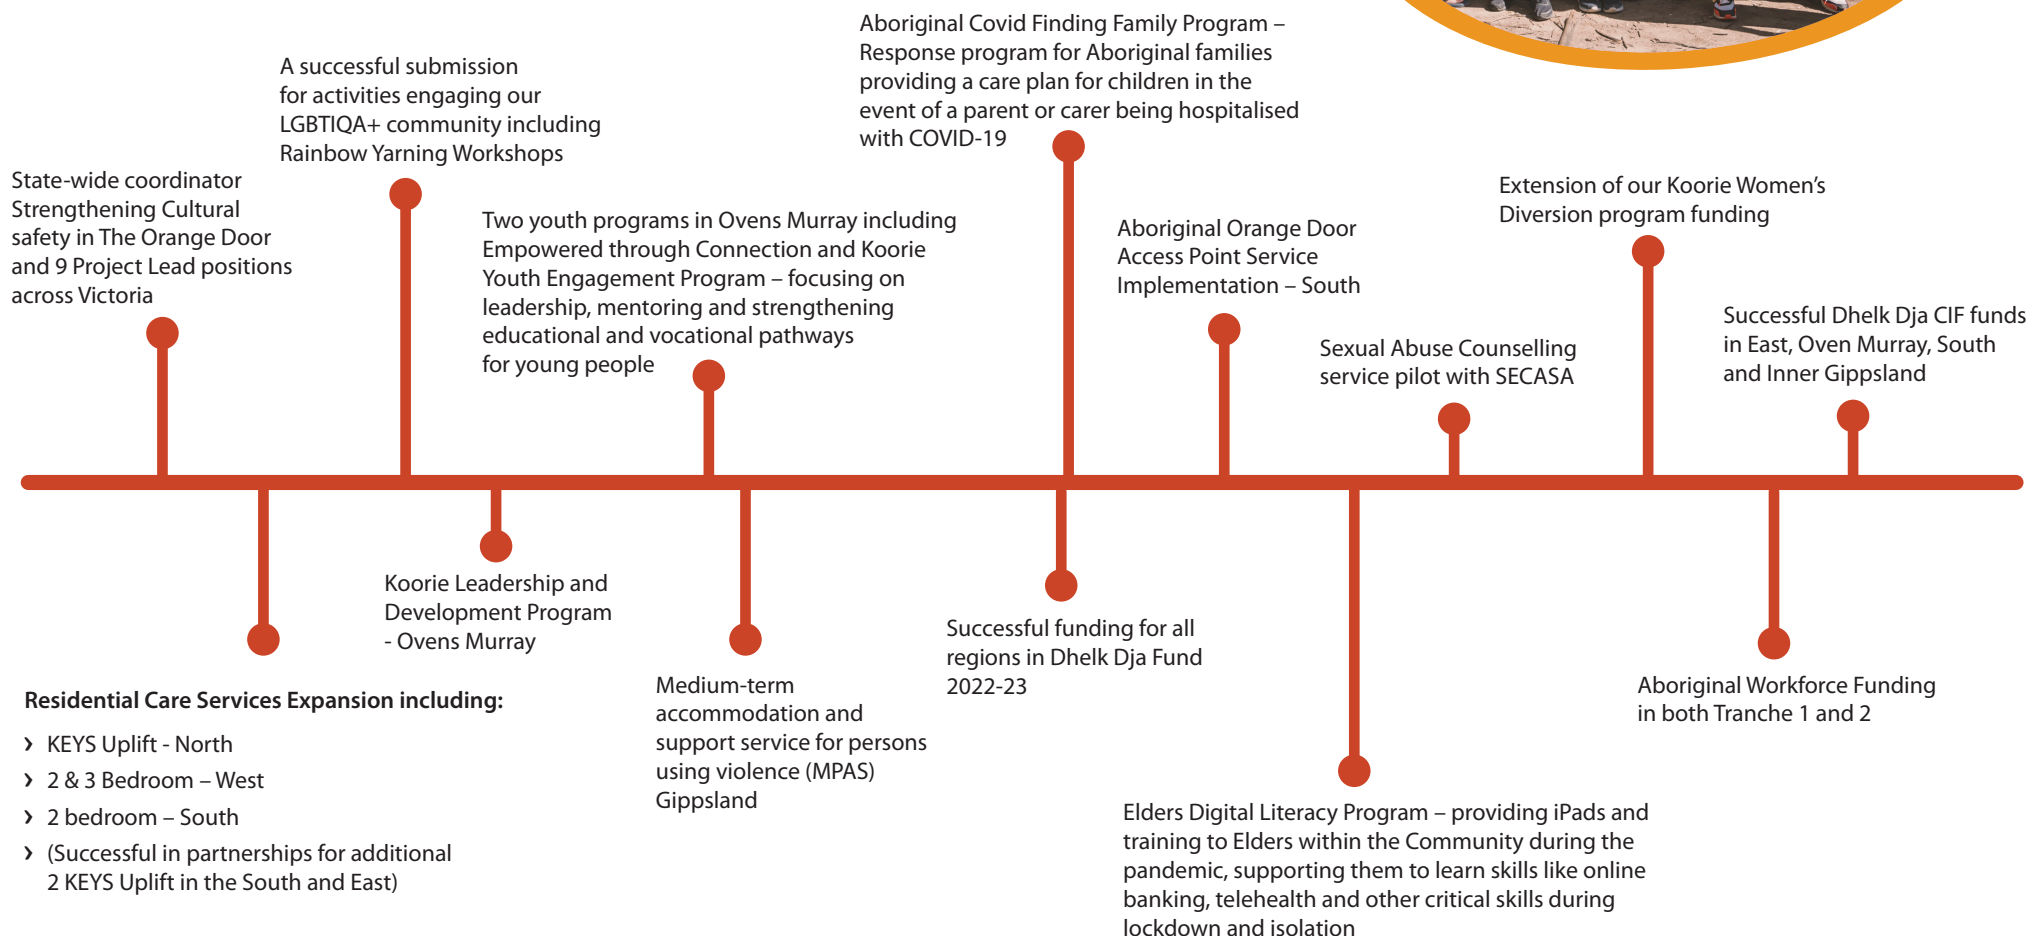 State-wide coordinator
Strengthening Cultural
safety in The Orange Door
and 9 Project Lead positions
across Victoria
A successful submission
for activities engaging our
LGBTIQA+ community including
Rainbow Yarning Workshops
Two youth programs in Ovens Murray including
Empowered through Connection and Koorie
Youth Engagement Program – focusing on
leadership, mentoring and strengthening
educational and vocational pathways
for young people
Aboriginal Covid Finding Family Program –
Response program for Aboriginal families
providing a care plan for children in the
event of a parent or carer being hospitalised
with COVID-19
Aboriginal Orange Door
Access Point Service
Implementation – South
Sexual Abuse Counselling
service pilot with SECASA
Extension of our Koorie Women’s
Diversion program funding
Successful Dhelk Dja CIF funds
in East, Oven Murray, South
and Inner Gippsland
Residential Care Services Expansion including:
› KEYS Uplift - North
› 2 & 3 Bedroom – West
› 2 bedroom – South
› (Successful in partnerships for additional
2 KEYS Uplift in the South and East)
Koorie Leadership and
Development Program
- Ovens Murray
Medium-term
accommodation and
support service for persons
using violence (MPAS)
Gippsland
Successful funding for all
regions in Dhelk Dja Fund
2022-23
Elders Digital Literacy Program – providing iPads and
training to Elders within the Community during the
pandemic, supporting them to learn skills like online
banking, telehealth and other critical skills during
lockdown and isolation
Aboriginal Workforce Funding
in both Tranche 1 and 2